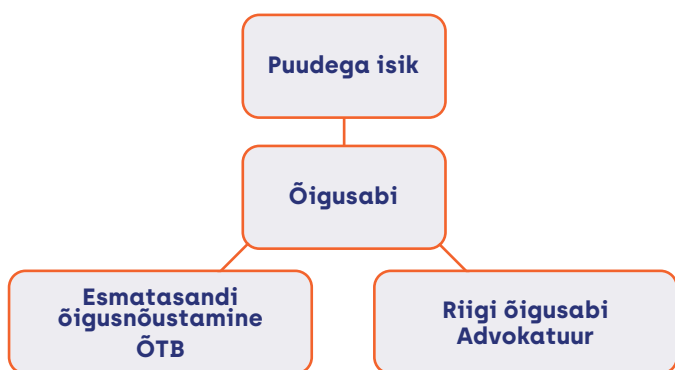 Puudega isik
Õigusabi
Esmatasandi
õigusnõustamine
ÕTB
Riigi õigusabi
Advokatuur